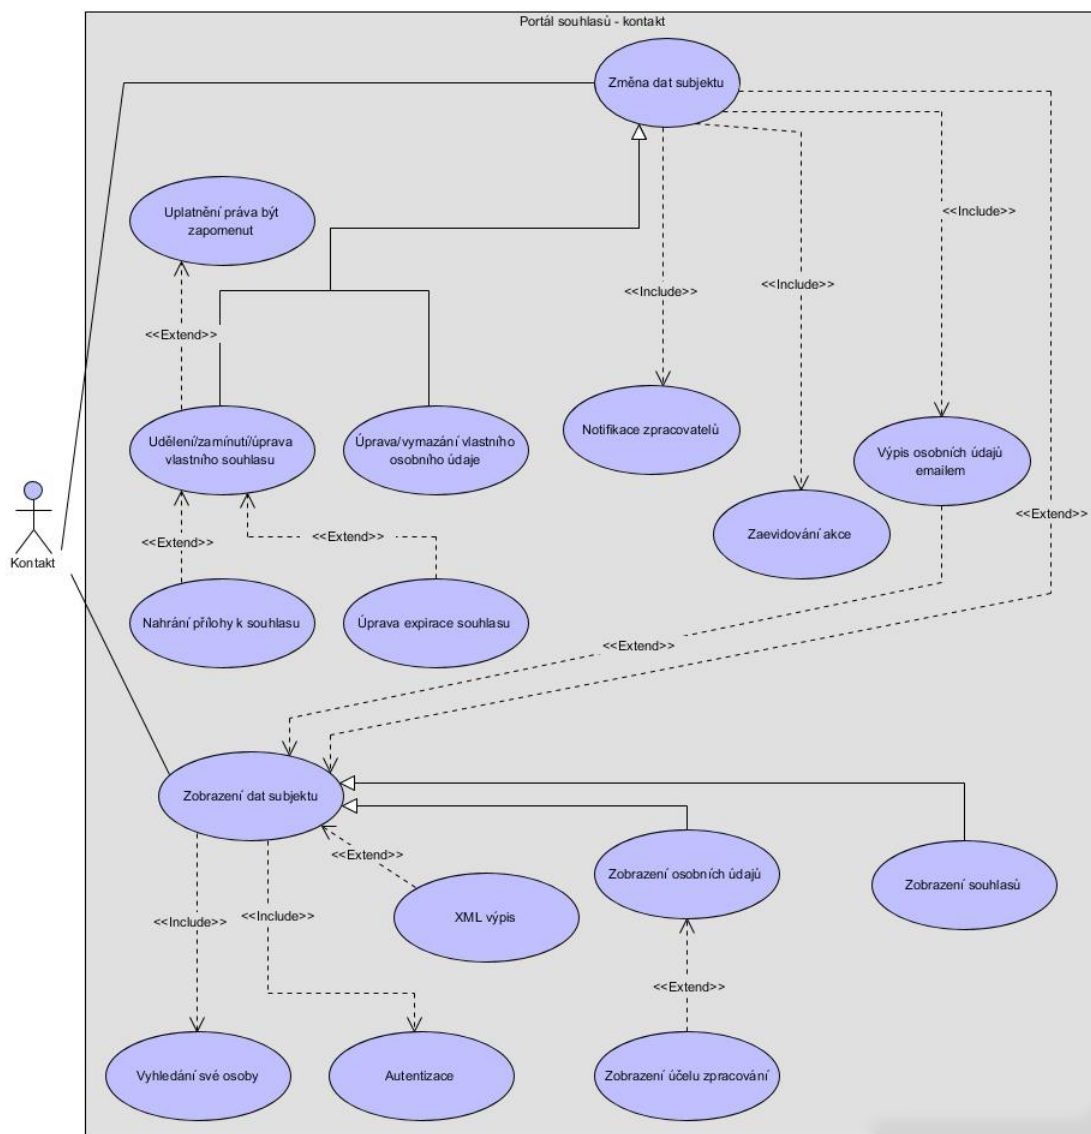 Portál souhlasů - kontakt
Změna dat subjektu
Uplatnění práva být
zapomenut
<<Include>>
<<Include>>
<<Include>>
<<Extend>>
<<Extend>>
Udělení/zamínutí/úprava
vlastního souhlasu
Úprava/vymazání vlastního
osobního údaje
Notifikace zpracovatelů
Výpis osobních údajů
emailem
Zaevidování akce
Kontakt
<<Extend>>
<<Extend>>
Nahrání přílohy k souhlasu
Úprava expirace souhlasu
<<Extend>>
Zobrazení dat subjektu
<<Extend>>
Zobrazení osobních údajů
Zobrazení souhlasů
<<Include>>
<<Include>>
XML výpis
<<Extend>>
Vyhledání své osoby
Autentizace
Zobrazení účelu zpracování